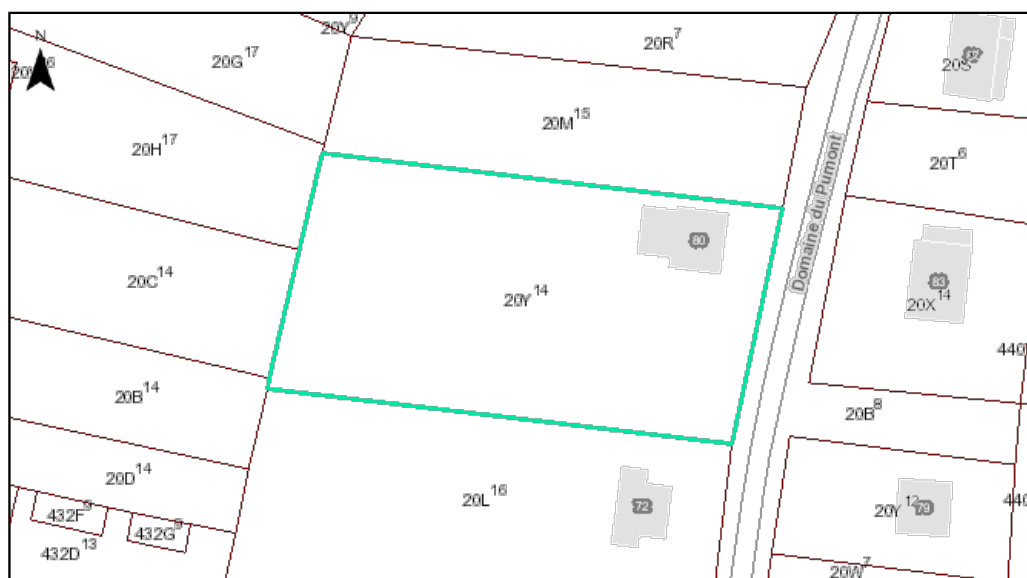 20Y⁹
20R⁷
N
20G¹⁷
20M¹⁵
20H¹⁷
20T⁶
Domaine du Pumont
80
20C¹⁴
20Y¹⁴
83
20X¹⁴
440
20B¹⁴
20B⁸
20D¹⁴
20L¹⁶
72
20Y¹²
79
440
432F⁹
432G⁹
432D¹³
20W⁷